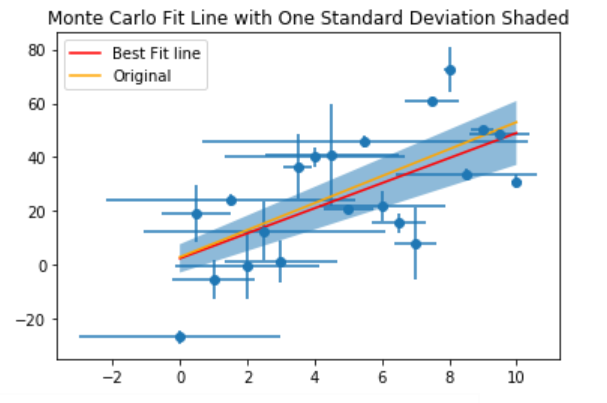 Monte Carlo Fit Line with One Standard Deviation Shaded
Best Fit line
Original
80
60
40
20
0
−20
−2 0 2 4 6 8 10